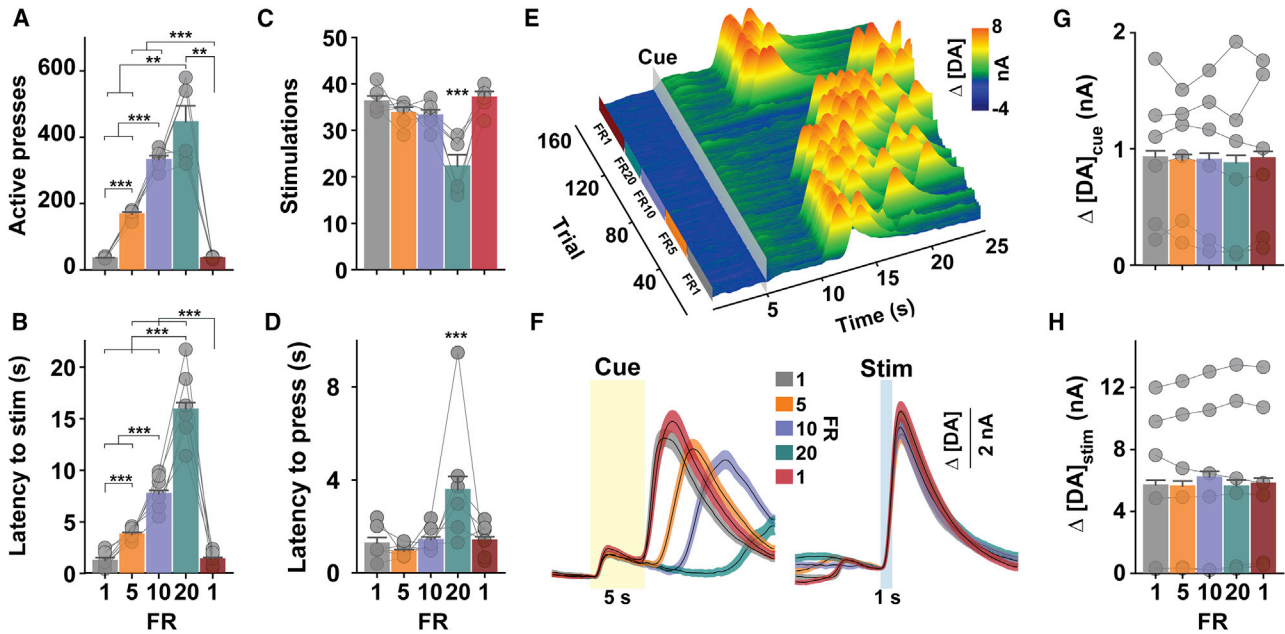 A
Active presses
600
400
200
0
***
**
**
***
***
B
Latency to stim (s)
20
15
10
5
0
***
***
***
***
1 5 10 20 1
FR
C
Stimulations
50
40
30
20
10
0
***
D
Latency to press (s)
8
4
0
***
1 5 10 20 1
FR
E
Cue
8
Δ [DA]
nA
-4
160
120
80
40
Trial
FR1
FR20
FR10
FR5
FR1
5
10
15
20
25
Time (s)
F
Cue
5 s
1
5
10
20
1
FR
Stim
1 s
Δ [DA]
2 nA
G
Δ [DA]cue (nA)
2
1
0
H
Δ [DA]stim (nA)
12
8
4
0
1 5 10 20 1
FR